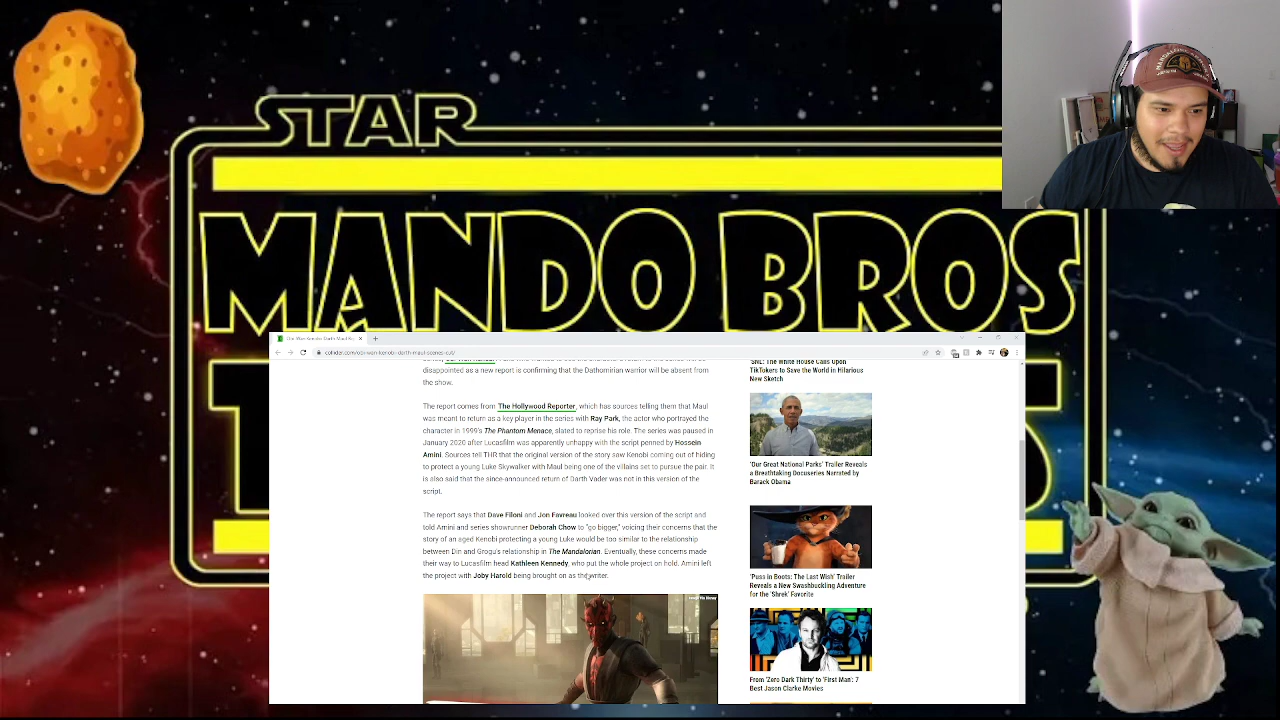 STAR
MANDO BROS
collider.com/obi-wan-kenobi-darth-maul-scenes-cut/
disappointed as a new report is confirming that the Dathomirian warrior will be absent from
the show.
The report comes from The Hollywood Reporter, which has sources telling them that Maul
was meant to return as a key player in the series with Ray Park, the actor who portrayed the
character in 1999's The Phantom Menace, slated to reprise his role. The series was paused in
January 2020 after Lucasfilm was apparently unhappy with the script penned by Hossein
Amini. Sources tell THR that the original version of the story saw Kenobi coming out of hiding
to protect a young Luke Skywalker with Maul being one of the villains set to pursue the pair. It
is also said that the since-announced return of Darth Vader was not in this version of the
script.
The report says that Dave Filoni and Jon Favreau looked over this version of the script and
told Amini and series showrunner Deborah Chow to "go bigger," voicing their concerns that the
story of an aged Kenobi protecting a young Luke would be too similar to the relationship
between Din and Grogu's relationship in The Mandalorian. Eventually, these concerns made
their way to Lucasfilm head Kathleen Kennedy, who put the whole project on hold. Amini left
the project with Joby Harold being brought on as the writer.
'SNL: The White House Calls Upon
TikTokers to Save the World in Hilarious
New Sketch
'Our Great National Parks' Trailer Reveals
a Breathtaking Docuseries Narrated by
Barack Obama
'Puss in Boots: The Last Wish' Trailer
Reveals a New Swashbuckling Adventure
for the 'Shrek' Favorite
From 'Zero Dark Thirty' to 'First Man': 7
Best Jason Clarke Movies